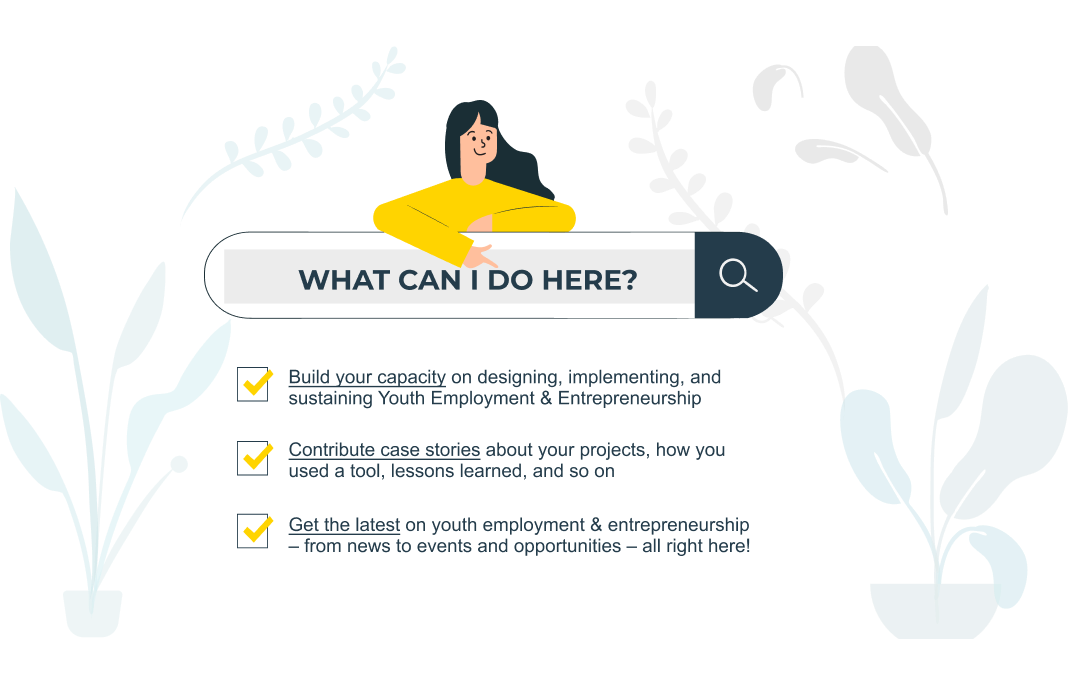 WHAT CAN I DO HERE?
Build your capacity on designing, implementing, and
sustaining Youth Employment & Entrepreneurship
Contribute case stories about your projects, how you
used a tool, lessons learned, and so on
Get the latest on youth employment & entrepreneurship
– from news to events and opportunities – all right here!